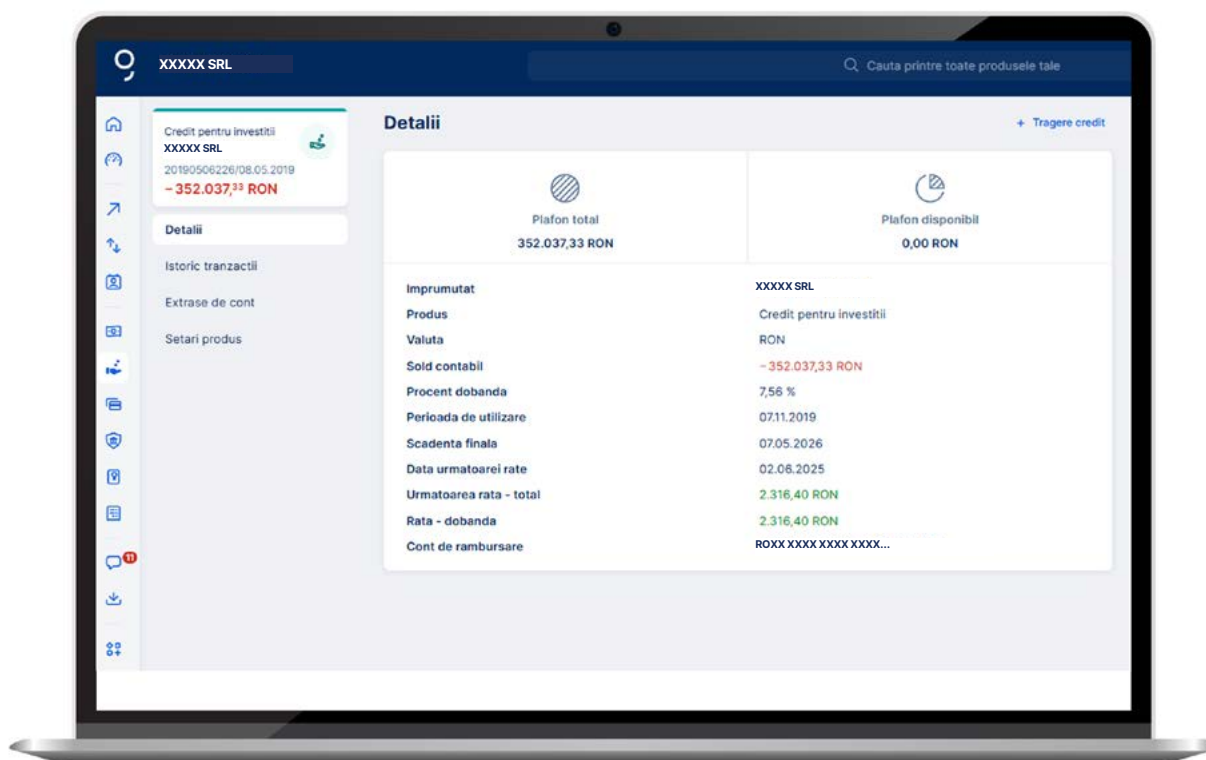 XXXXX SRL
Cauta printre toate produsele tale
Credit pentru investitii
XXXXX SRL
20190506226/08.05.2019
-352.037,33 RON
Detalii
Istoric tranzactii
Extrase de cont
Setari produs
11
Detalii
+ Tragere credit
Plafon total
352.037,33 RON
Plafon disponibil
0,00 RON
Imprumutat XXXXX SRL
Produs Credit pentru investitii
Valuta RON
Sold contabil -352.037,33 RON
Procent dobanda 7,56 %
Perioada de utilizare 07.11.2019
Scadenta finala 07.05.2026
Data urmatoarei rate 02.06.2025
Urmatoarea rata - total 2.316,40 RON
Rata - dobanda 2.316,40 RON
Cont de rambursare ROXX XXXX XXXX XXXX...